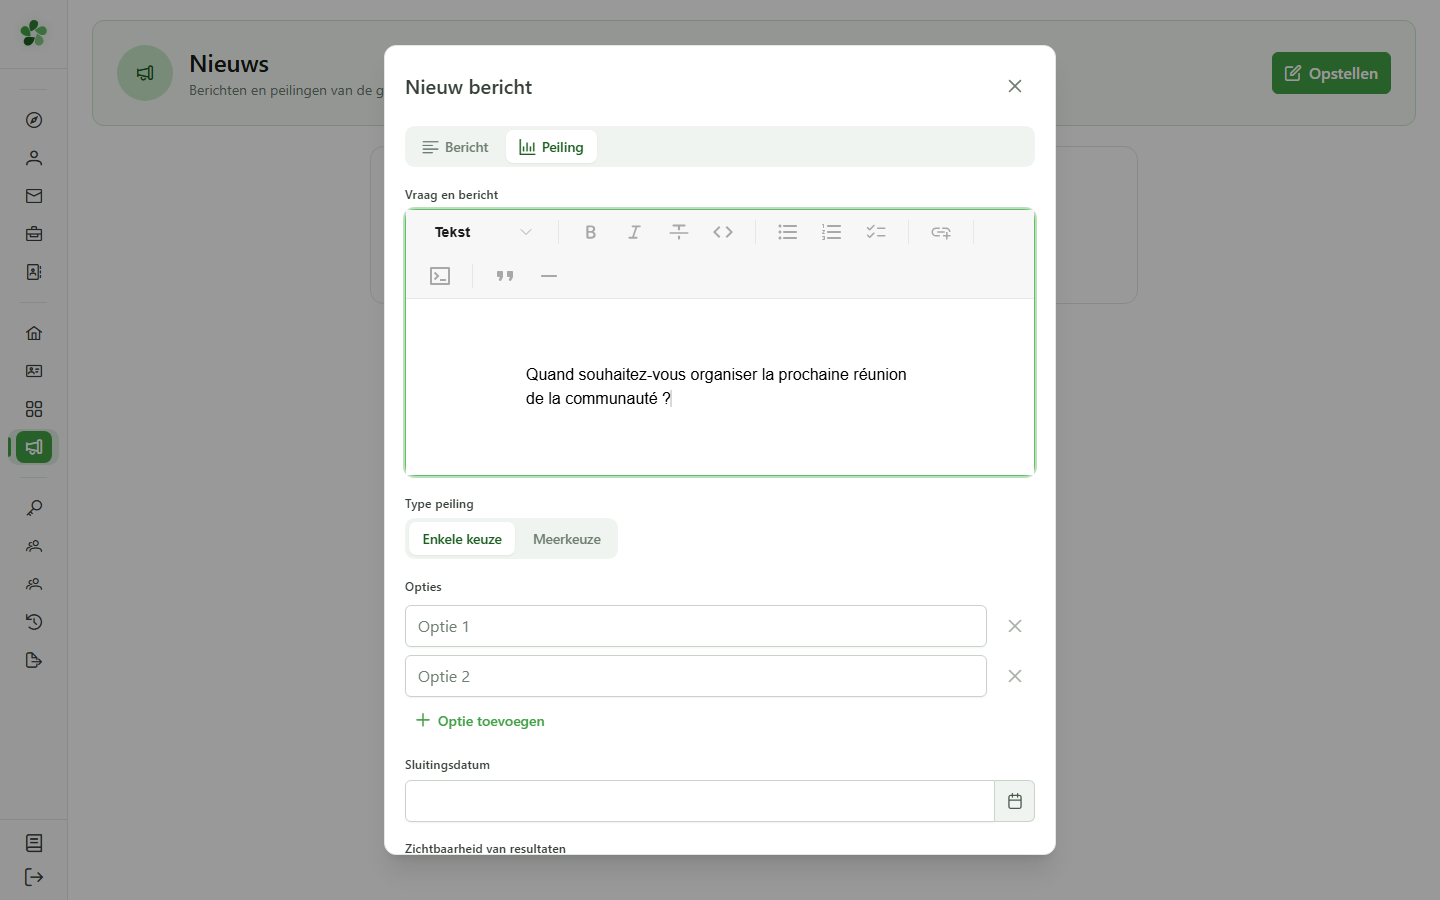 Nieuws
Berichten en peilingen van de g
Opstellen
Nieuw bericht
Bericht
Peiling
Vraag en bericht
Tekst
Quand souhaitez-vous organiser la prochaine réunion
de la communauté ?
Type peiling
Enkele keuze
Meerkeuze
Opties
Optie 1
Optie 2
Optie toevoegen
Sluitingsdatum
Zichtbaarheid van resultaten